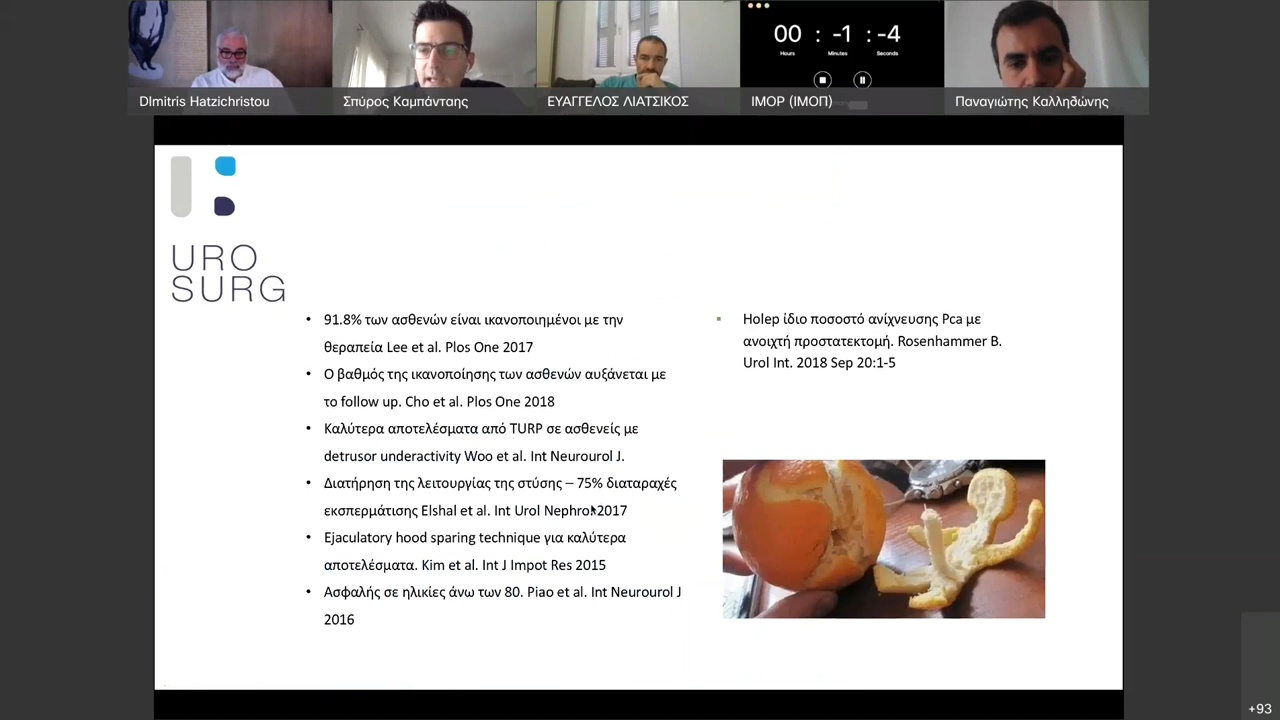 00 : -1 : -4
Hours Minutes Seconds
DImitris Hatzichristou
Σπύρος Καμπάνταης
ΕΥΑΓΓΕΛΟΣ ΛΙΑΤΣΙΚΟΣ
IMOP (ΙΜΟΠ)
Παναγιώτης Καλληδώνης
URO
SURG
• 91.8% των ασθενών είναι ικανοποιημένοι με την
θεραπεία Lee et al. Plos One 2017
• Ο βαθμός της ικανοποίησης των ασθενών αυξάνεται με
το follow up. Cho et al. Plos One 2018
• Καλύτερα αποτελέσματα από TURP σε ασθενείς με
detrusor underactivity Woo et al. Int Neurourol J.
• Διατήρηση της λειτουργίας της στύσης – 75% διαταραχές
εκσπερμάτισης Elshal et al. Int Urol Nephrol 2017
• Ejaculatory hood sparing technique για καλύτερα
αποτελέσματα. Kim et al. Int J Impot Res 2015
• Ασφαλής σε ηλικίες άνω των 80. Piao et al. Int Neurourol J
2016
▪ Holep ίδιο ποσοστό ανίχνευσης Pca με
ανοιχτή προστατεκτομή. Rosenhammer B.
Urol Int. 2018 Sep 20:1-5
+93